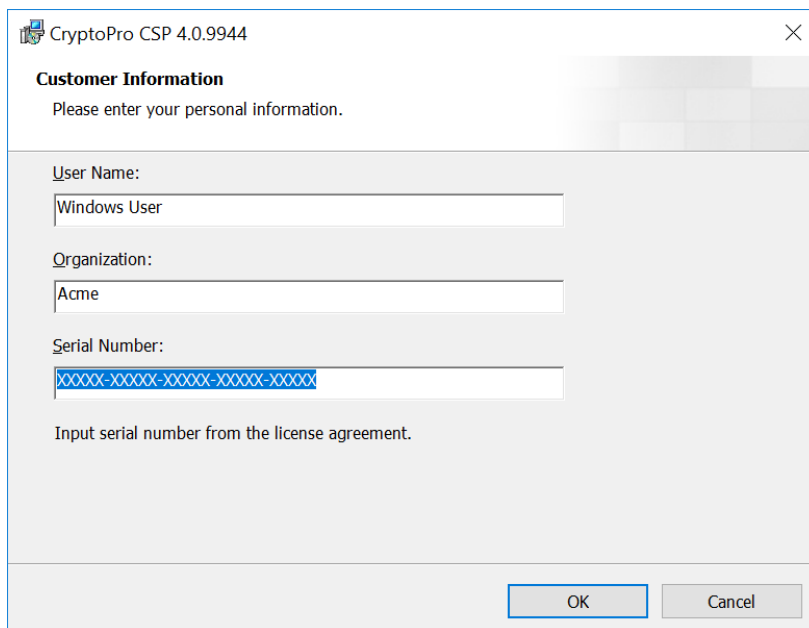 CryptoPro CSP 4.0.9944
Customer Information
Please enter your personal information.
User Name:
Windows User
Organization:
Acme
Serial Number:
XXXXX-XXXXX-XXXXX-XXXXX-XXXXX
Input serial number from the license agreement.
OK
Cancel